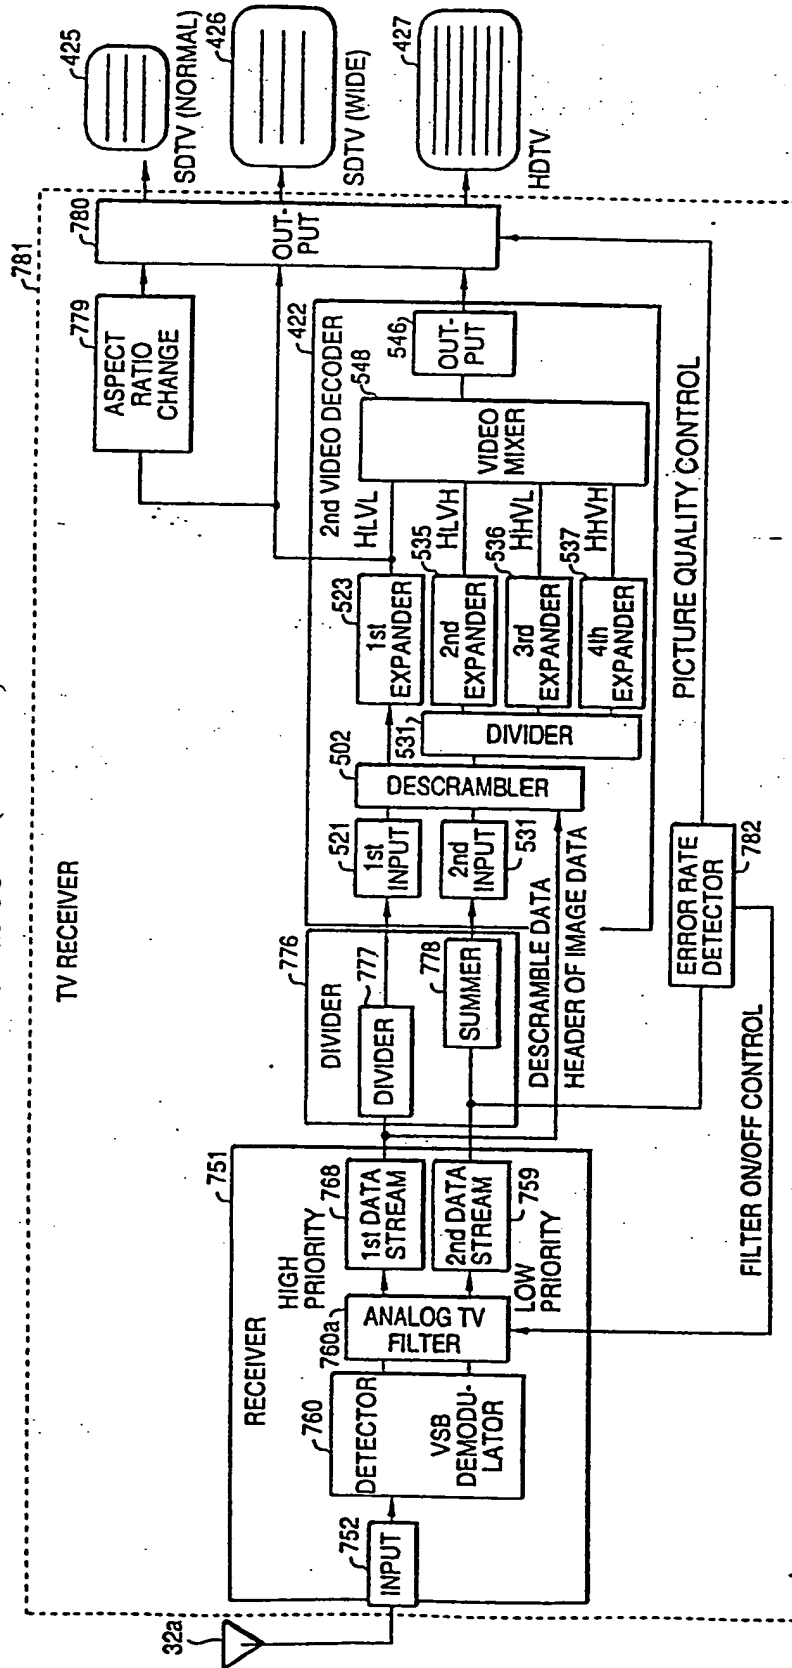 TV RECEIVER
781
32a
752
INPUT
RECEIVER
751
760
DETECTOR
VSB
DEMODU-
LATOR
760a
ANALOG TV
FILTER
HIGH
PRIORITY
768
1st DATA
STREAM
2nd DATA
STREAM
759
LOW
PRIORITY
776
DIVIDER
777
DIVIDER
778
SUMMER
DESCRAMBLE DATA
HEADER OF IMAGE DATA
2nd VIDEO DECODER
422
521
1st
INPUT
2nd
INPUT
531
502
DESCRAMBLER
531
DIVIDER
523
1st
EXPANDER
535
2nd
EXPANDER
536
3rd
EXPANDER
537
4th
EXPANDER
HLVL
HLVH
HHVL
HHVH
548
VIDEO
MIXER
546
OUT-
PUT
779
ASPECT
RATIO
CHANGE
780
OUT-
PUT
425
SDTV (NORMAL)
426
SDTV (WIDE)
427
HDTV
ERROR RATE
DETECTOR
782
PICTURE QUALITY CONTROL
FILTER ON/OFF CONTROL